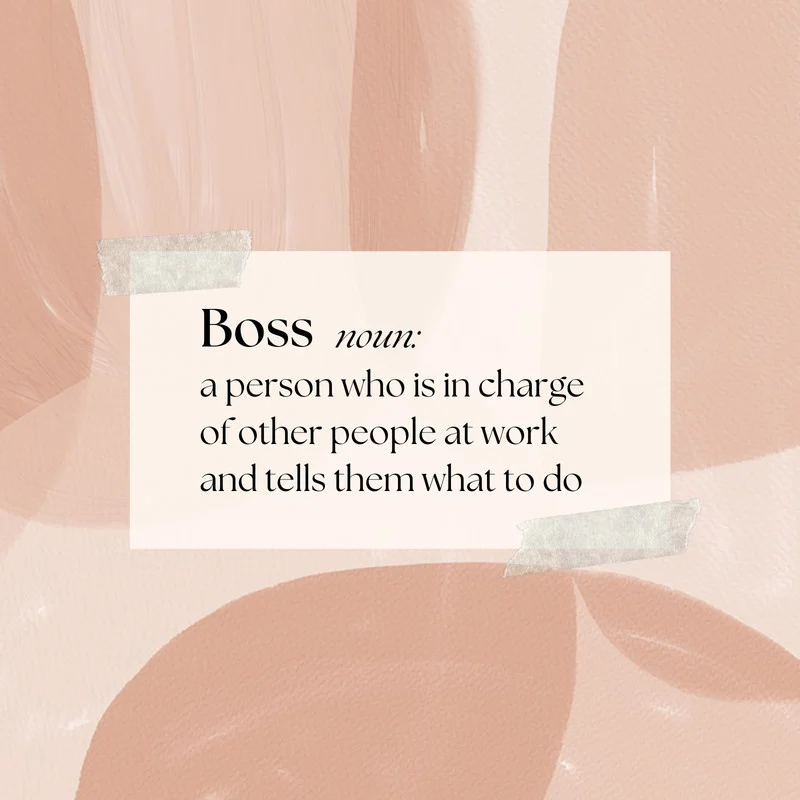 Boss noun:
a person who is in charge
of other people at work
and tells them what to do